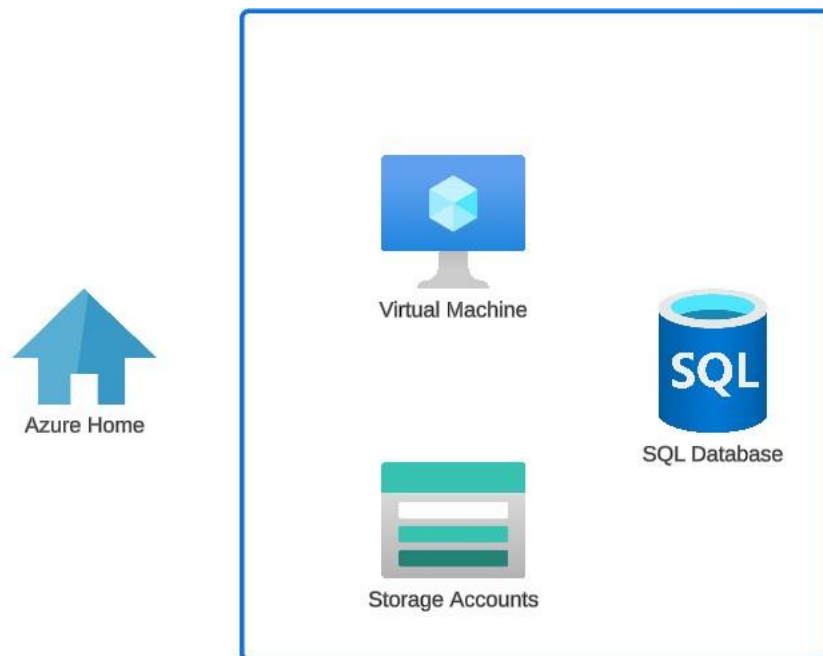 Virtual Machine
Azure Home
SQL
SQL Database
Storage Accounts